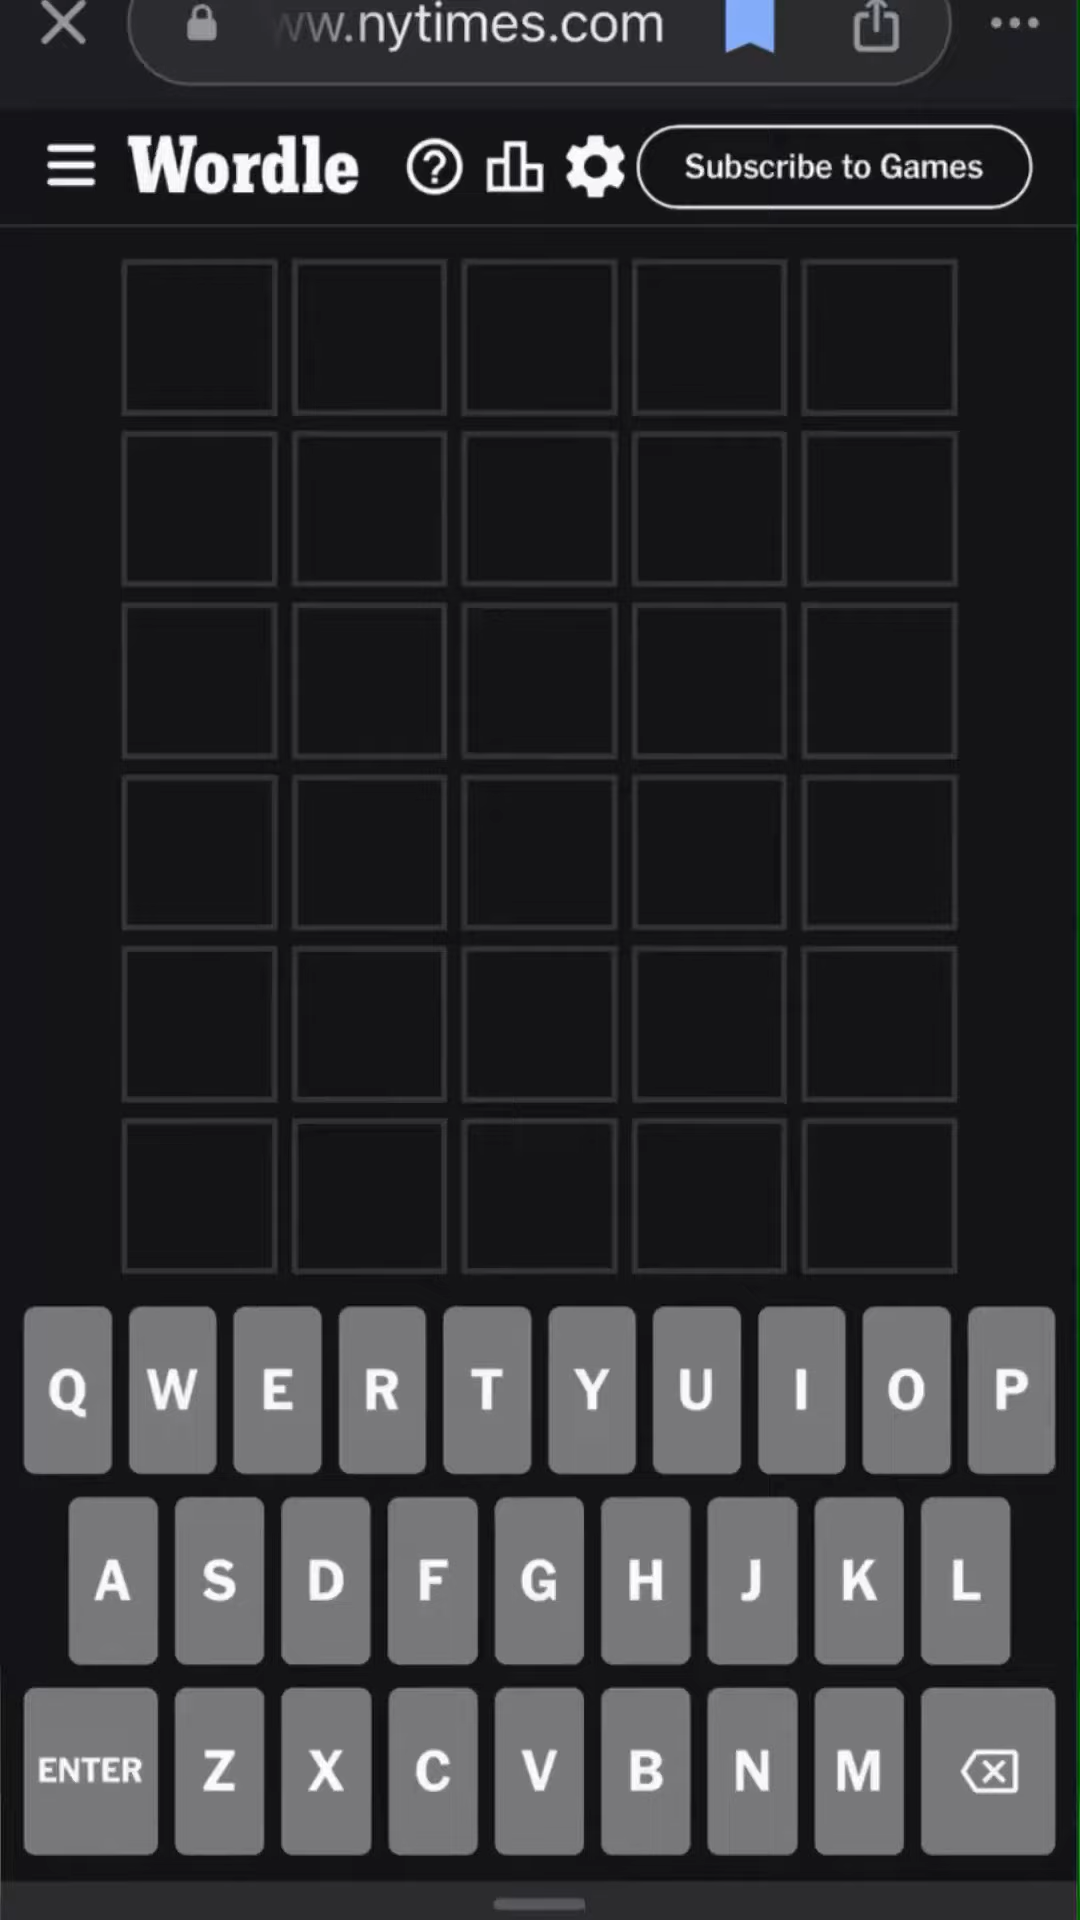 ww.nytimes.com
Wordle ? Subscribe to Games
Q W E R T Y U I O P
A S D F G H J K L
ENTER Z X C V B N M